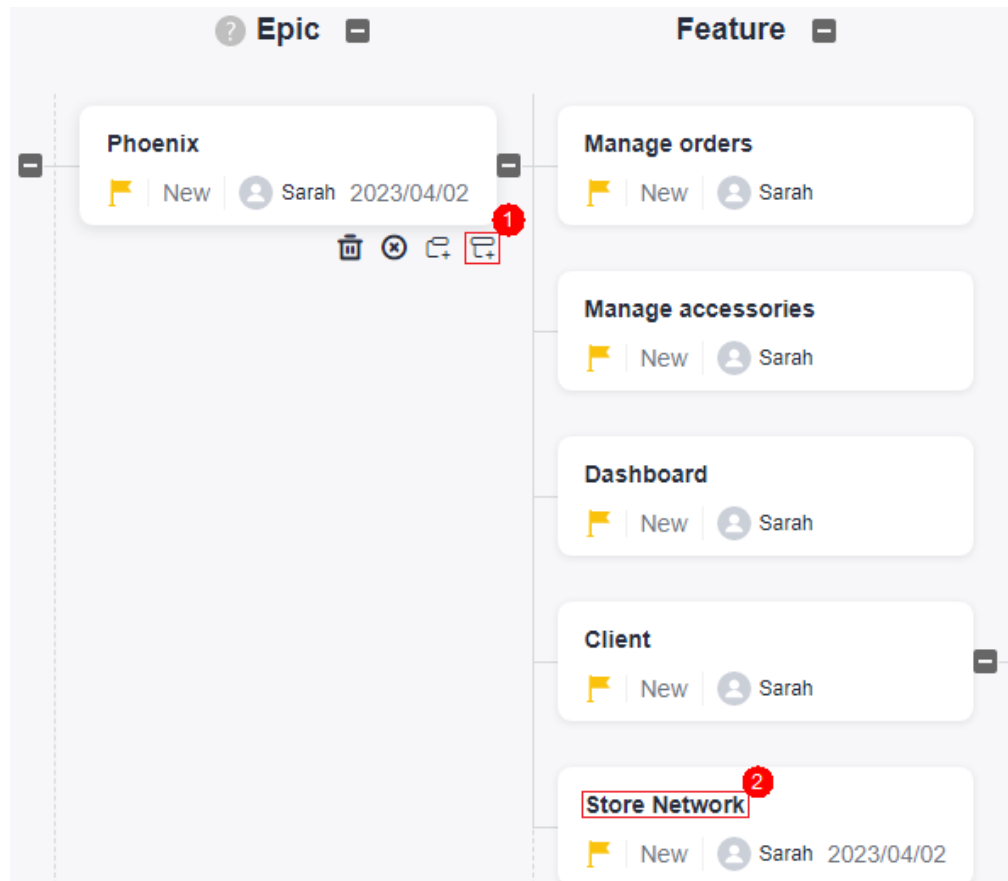 ? Epic
Feature
Phoenix
New Sarah 2023/04/02
1
Manage orders
New Sarah
Manage accessories
New Sarah
Dashboard
New Sarah
Client
New Sarah
2
Store Network
New Sarah 2023/04/02